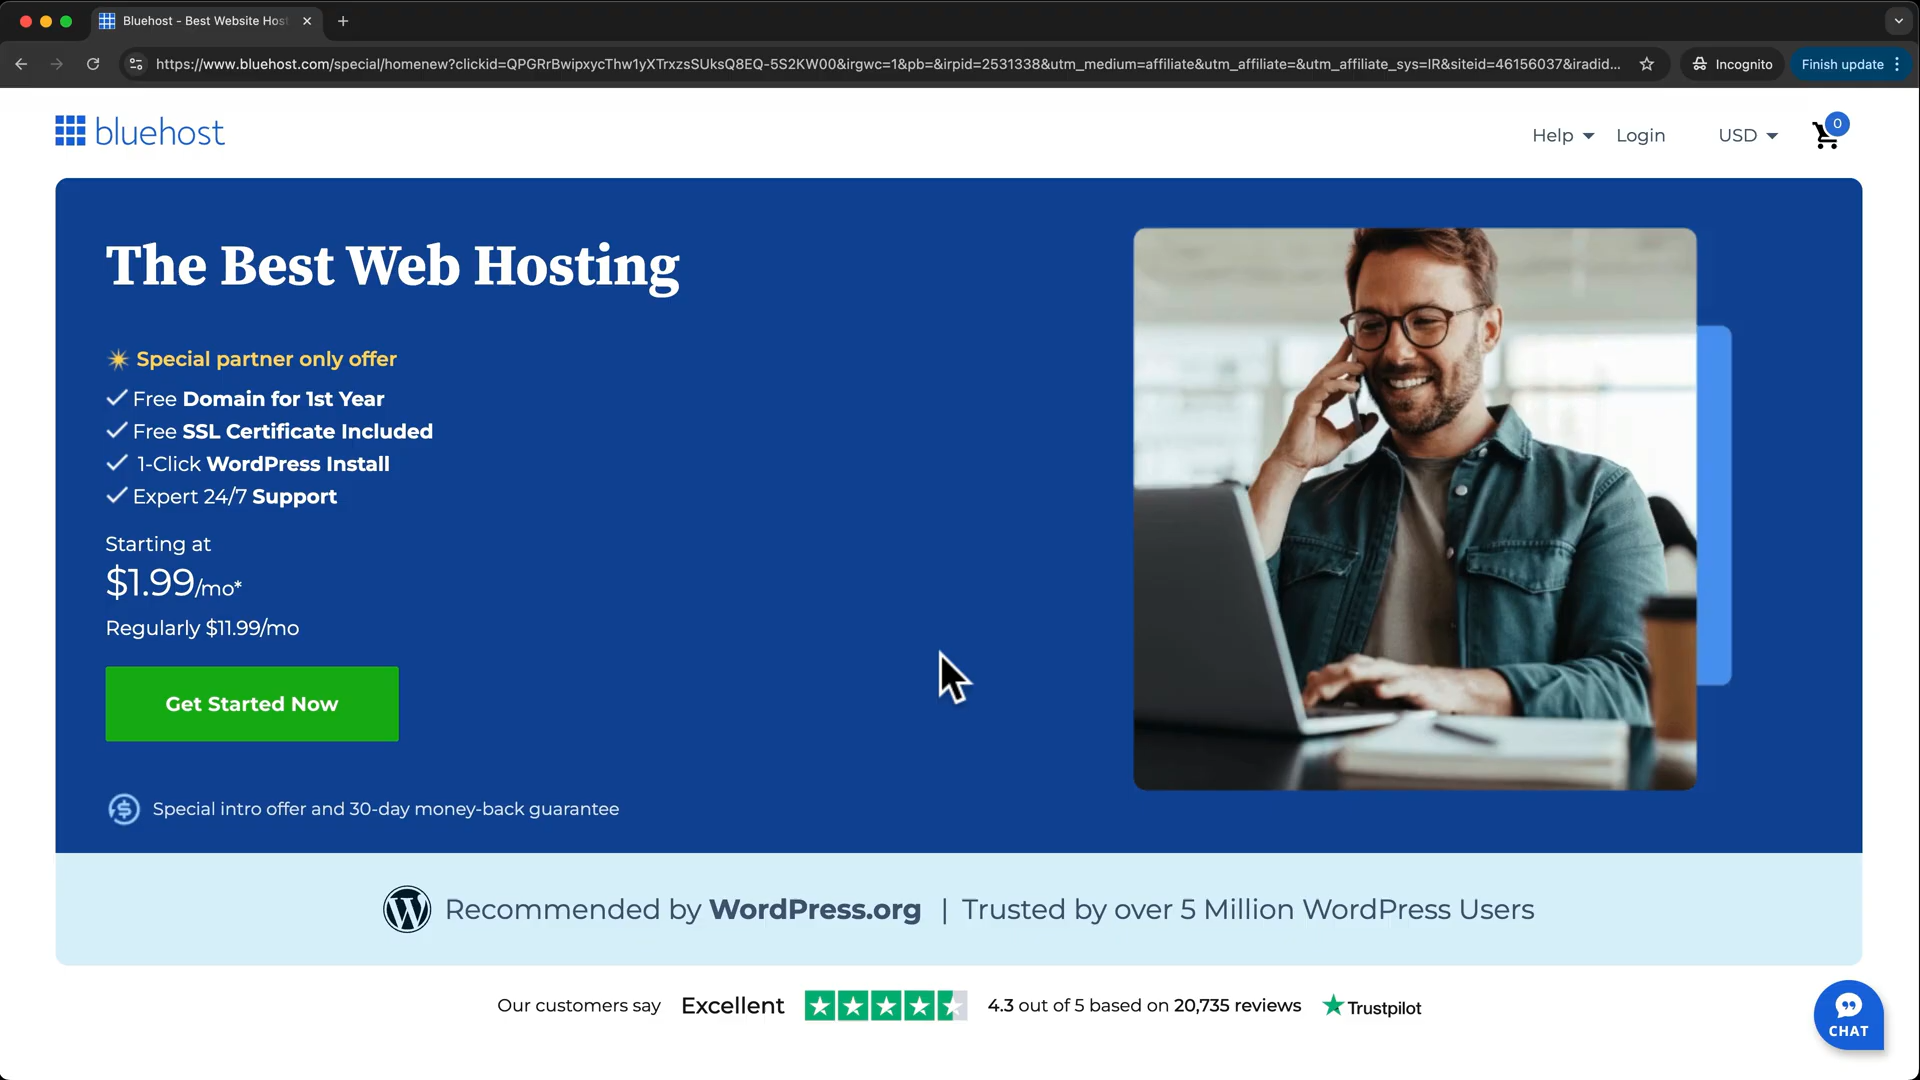 Bluehost - Best Website Host
https://www.bluehost.com/special/homenew?clickid=QPGRrBwipxycThw1yXTrxzsSUksQ8EQ-5S2KW00&irgwc=1&pb=&irpid=2531338&utm_medium=affiliate&utm_affiliate=&utm_affiliate_sys=IR&siteid=46156037&iradid...
Incognito
Finish update
bluehost
Help
Login
USD
0
The Best Web Hosting
Special partner only offer
Free Domain for 1st Year
Free SSL Certificate Included
1-Click WordPress Install
Expert 24/7 Support
Starting at
$1.99/mo*
Regularly $11.99/mo
Get Started Now
Special intro offer and 30-day money-back guarantee
Recommended by WordPress.org | Trusted by over 5 Million WordPress Users
Our customers say Excellent 4.3 out of 5 based on 20,735 reviews Trustpilot
CHAT